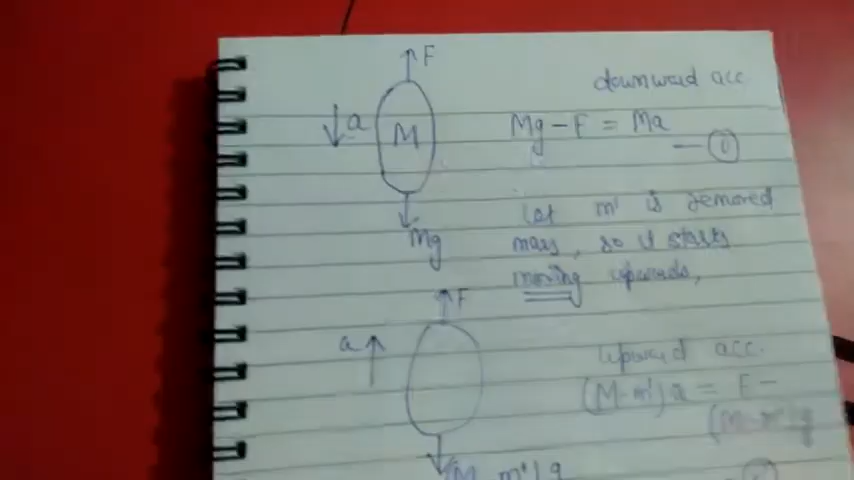 F
downward acc
a
M
Mg - F = Ma
— (1)
Mg
Let m' is removed
mass, so it starts
moving upwards,
F
a
Upward acc.
(M-m')a = F -
(M-m')g
(M-m')g